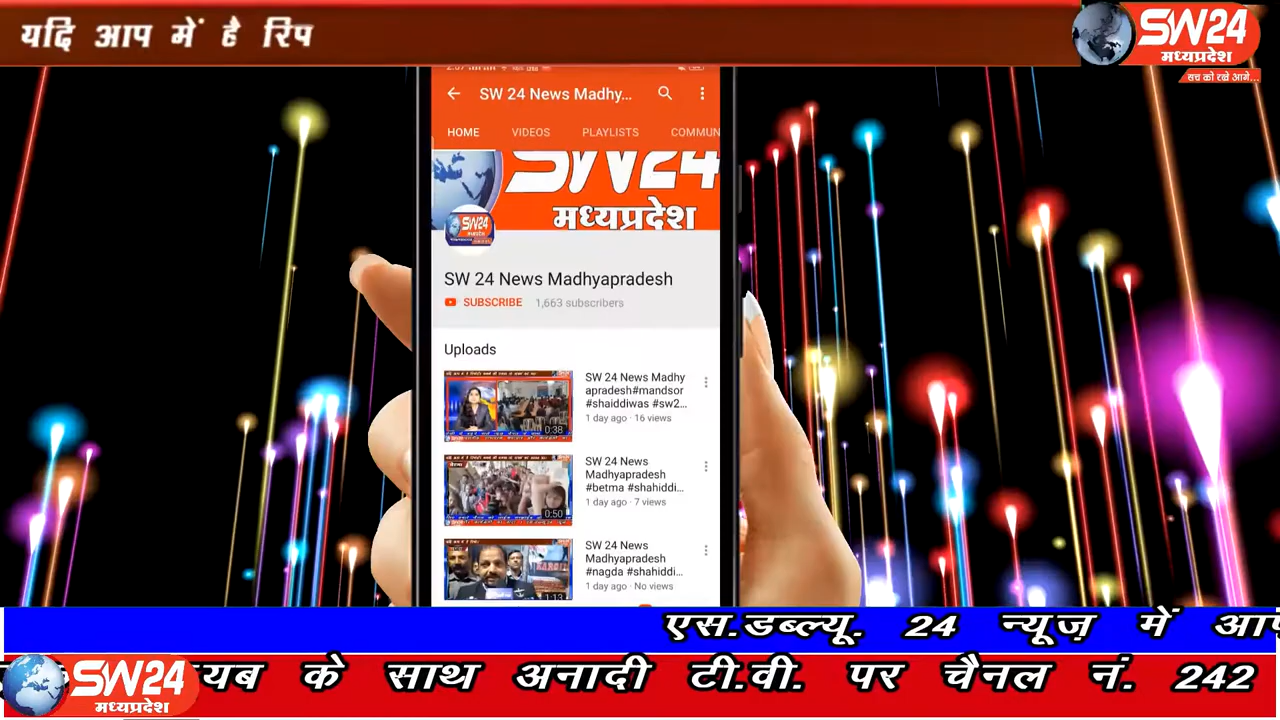 यदि आप में है रिप
SW24
मध्यप्रदेश
सच को रखे आगे...
SW 24 News Madhy...
HOME VIDEOS PLAYLISTS COMMUN
SW24
मध्यप्रदेश
SW24
SW 24 News Madhyapradesh
SUBSCRIBE 1,663 subscribers
Uploads
SW 24 News Madhy
apradesh#mandsor
#shaiddiwas #sw2...
1 day ago · 16 views
0:38
SW 24 News
Madhyapradesh
#betma #shahiddi...
1 day ago · 7 views
0:50
SW 24 News
Madhyapradesh
#nagda #shahiddi...
1 day ago · No views
1:13
एस.डब्ल्यू. 24 न्यूज़ में आप
यब के साथ अनादी टी.वी. पर चैनल नं. 242
SW24
मध्यप्रदेश